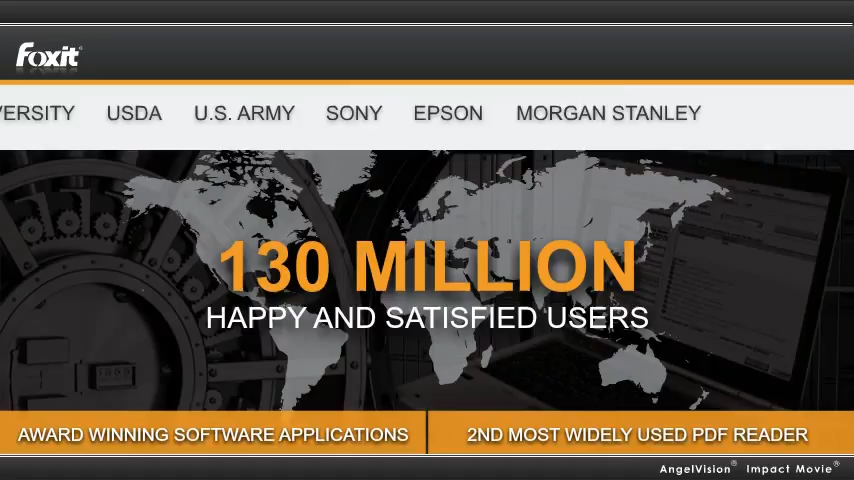 Foxit
VERSITY USDA U.S. ARMY SONY EPSON MORGAN STANLEY
130 MILLION
HAPPY AND SATISFIED USERS
AWARD WINNING SOFTWARE APPLICATIONS
2ND MOST WIDELY USED PDF READER
AngelVision® Impact Movie®